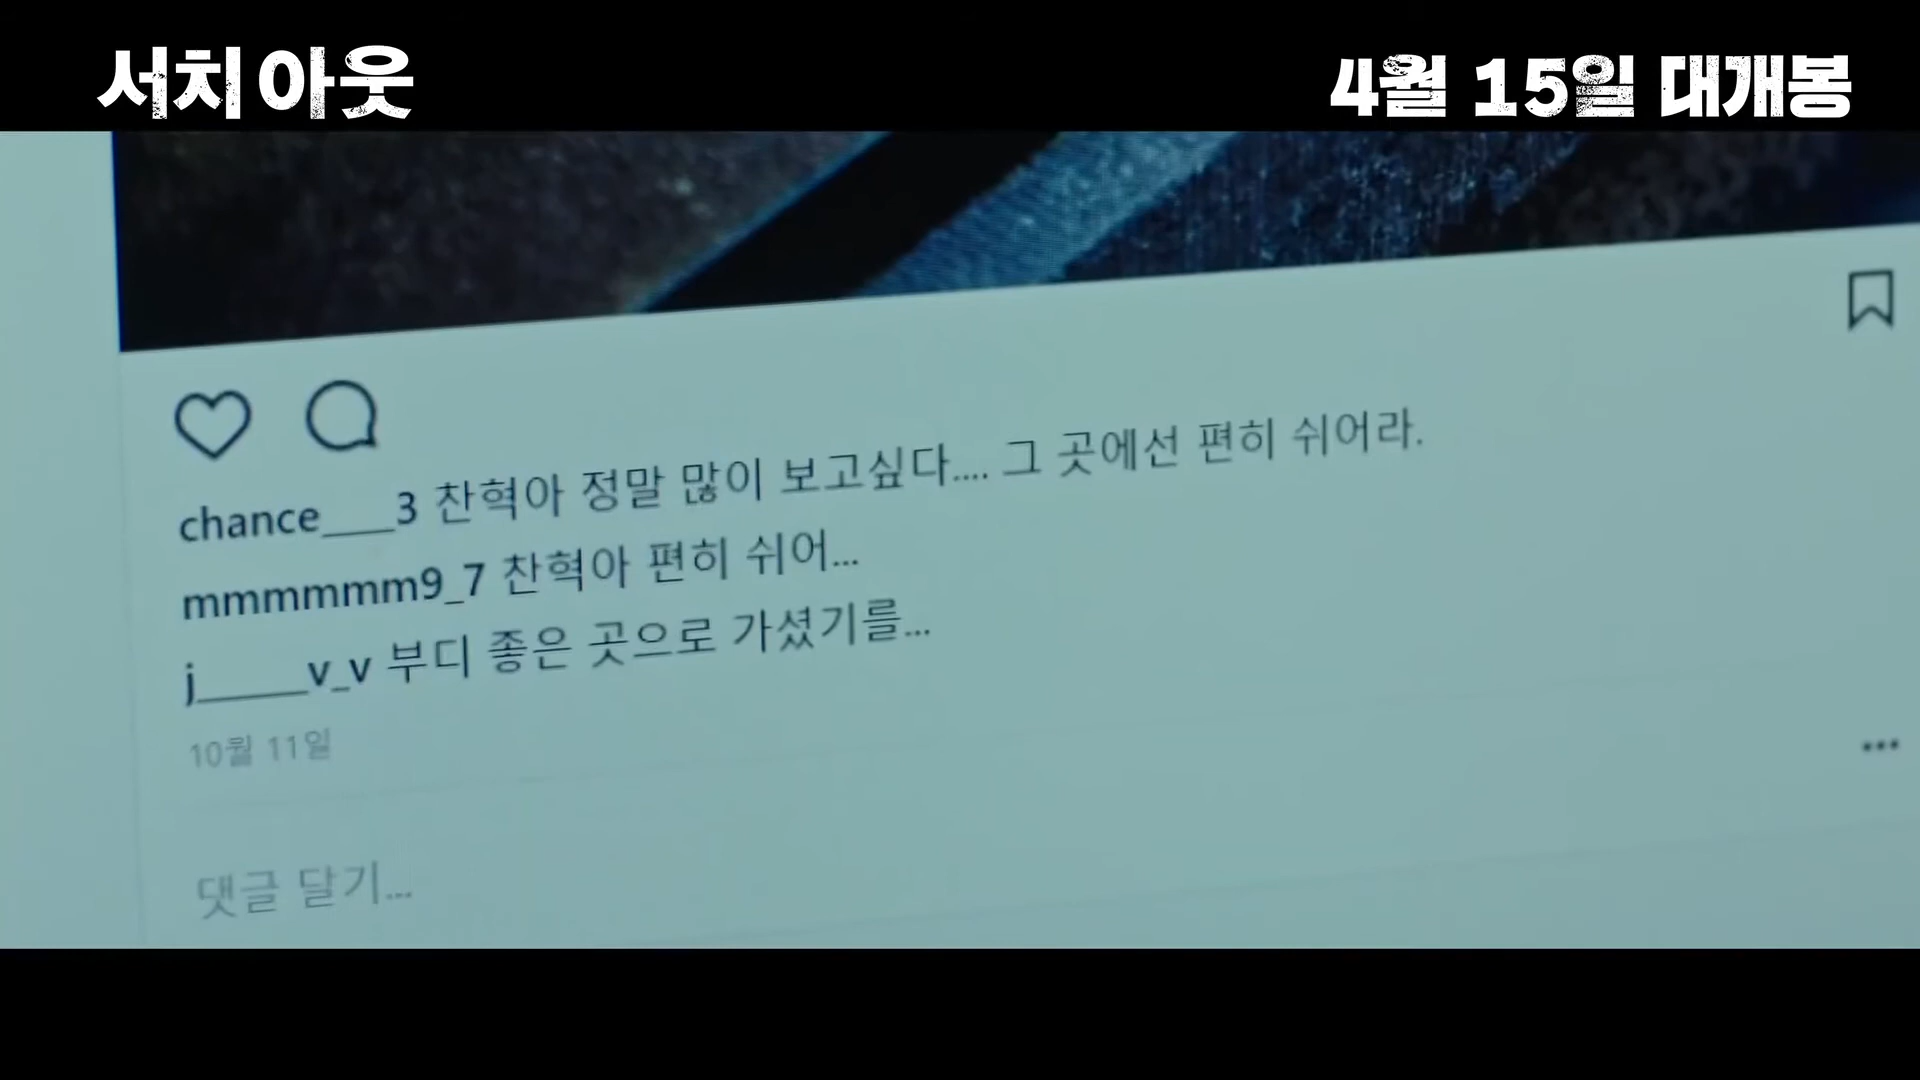 서치 아웃
4월 15일 대개봉
chance___3 찬혁아 정말 많이 보고싶다.... 그 곳에선 편히 쉬어라.
mmmmmm9_7 찬혁아 편히 쉬어...
j_____v_v 부디 좋은 곳으로 가셨기를...
10월 11일
댓글 달기...